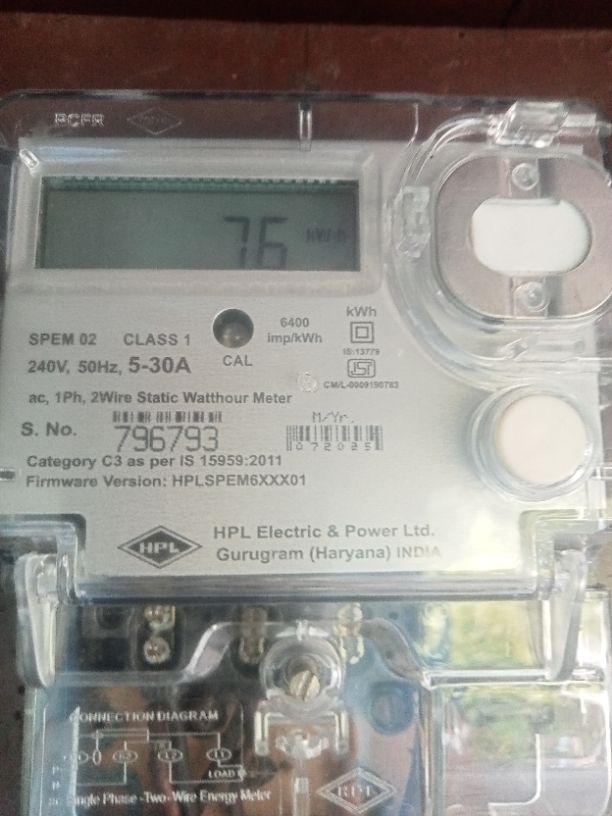 76 kWh
kWh
SPEM 02 CLASS 1
6400
imp/kWh
IS:13779
240V, 50Hz, 5-30A
CAL
CM/L-0009190783
ac, 1Ph, 2Wire Static Watthour Meter
M/Yr.
S. No. 796793
072025
Category C3 as per IS 15959:2011
Firmware Version: HPLSPEM6XXX01
HPL
HPL Electric & Power Ltd.
Gurugram (Haryana) INDIA
CONNECTION DIAGRAM
LOAD
Single Phase -Two- Wire Energy Meter